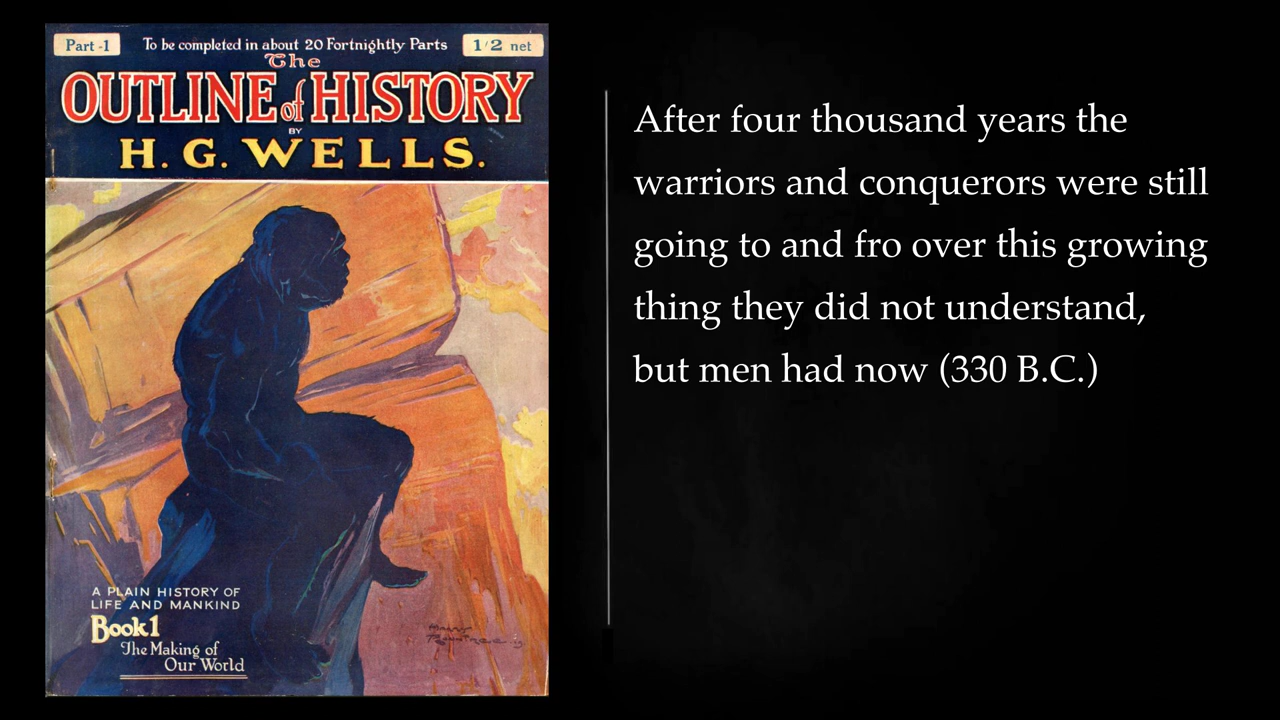 Part -1
To be completed in about 20 Fortnightly Parts
1/2 net
The
OUTLINE of HISTORY
BY
H. G. WELLS.
A PLAIN HISTORY OF
LIFE AND MANKIND
Book 1
The Making of
Our World
After four thousand years the
warriors and conquerors were still
going to and fro over this growing
thing they did not understand,
but men had now (330 B.C.)